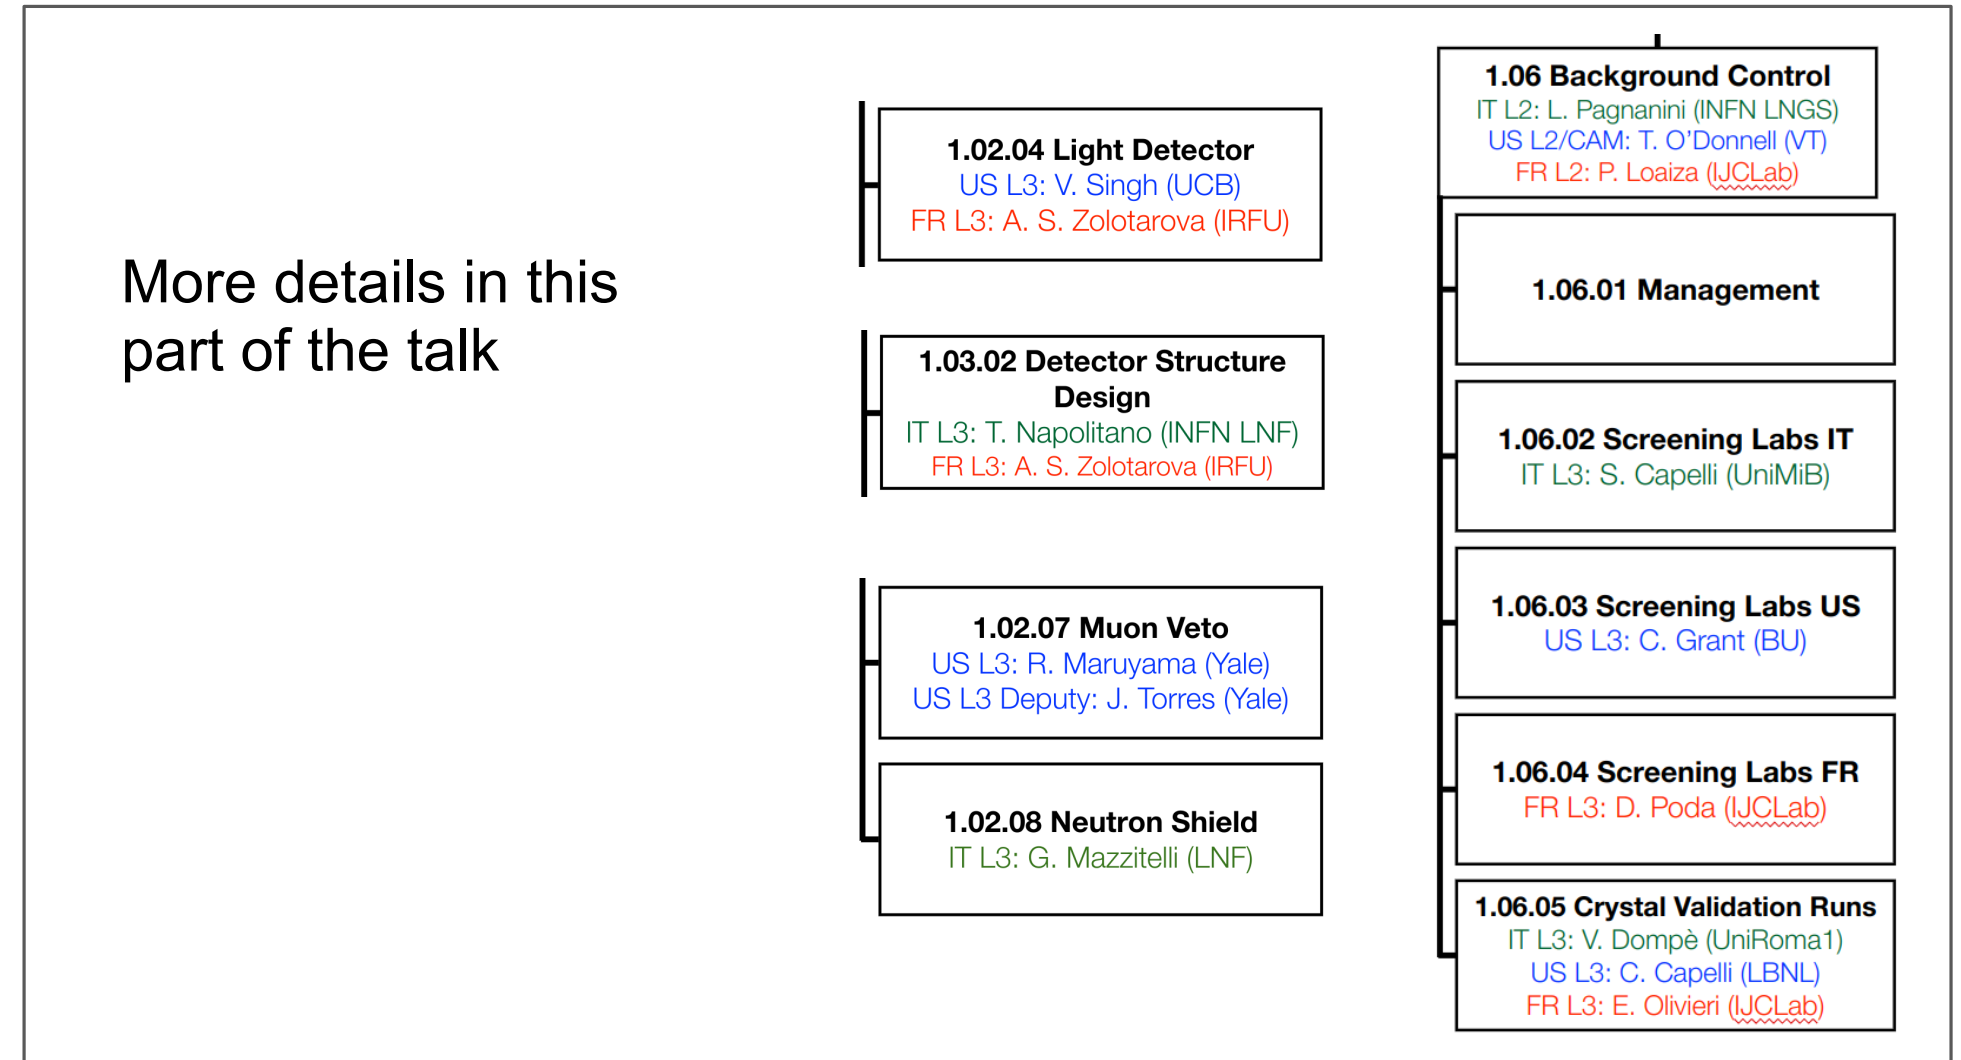 More details in this
part of the talk
1.02.04 Light Detector
US L3: V. Singh (UCB)
FR L3: A. S. Zolotarova (IRFU)
1.03.02 Detector Structure
Design
IT L3: T. Napolitano (INFN LNF)
FR L3: A. S. Zolotarova (IRFU)
1.02.07 Muon Veto
US L3: R. Maruyama (Yale)
US L3 Deputy: J. Torres (Yale)
1.02.08 Neutron Shield
IT L3: G. Mazzitelli (LNF)
1.06 Background Control
IT L2: L. Pagnanini (INFN LNGS)
US L2/CAM: T. O'Donnell (VT)
FR L2: P. Loaiza (IJCLab)
1.06.01 Management
1.06.02 Screening Labs IT
IT L3: S. Capelli (UniMiB)
1.06.03 Screening Labs US
US L3: C. Grant (BU)
1.06.04 Screening Labs FR
FR L3: D. Poda (IJCLab)
1.06.05 Crystal Validation Runs
IT L3: V. Dompè (UniRoma1)
US L3: C. Capelli (LBNL)
FR L3: E. Olivieri (IJCLab)